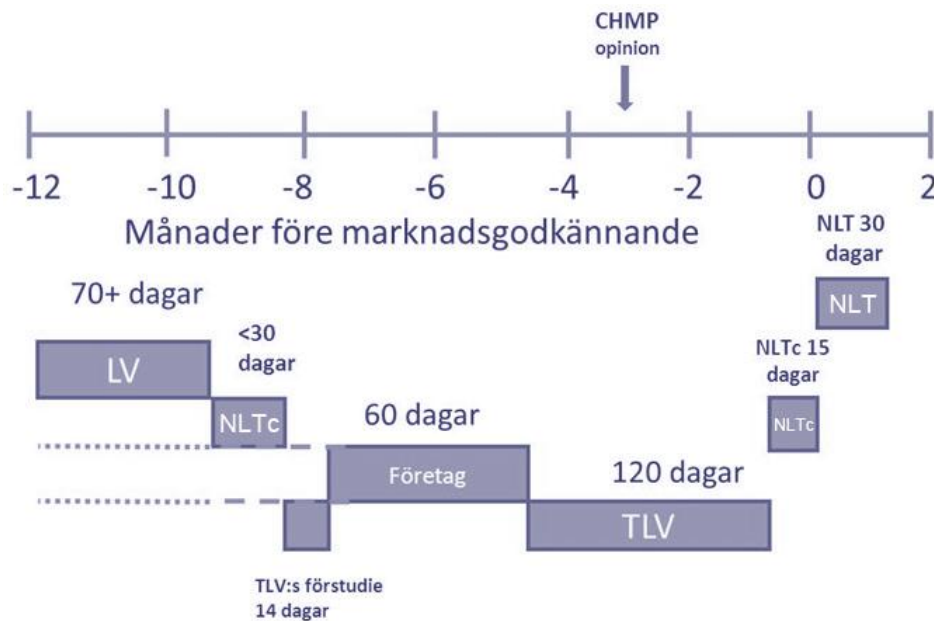 CHMP
opinion
-12
-10
-8
-6
-4
-2
0
2
Månader före marknadsgodkännande
NLT 30
dagar
70+ dagar
NLT
<30
dagar
LV
NLTc 15
dagar
NLTc
60 dagar
NLTc
Företag
120 dagar
TLV
TLV:s förstudie
14 dagar